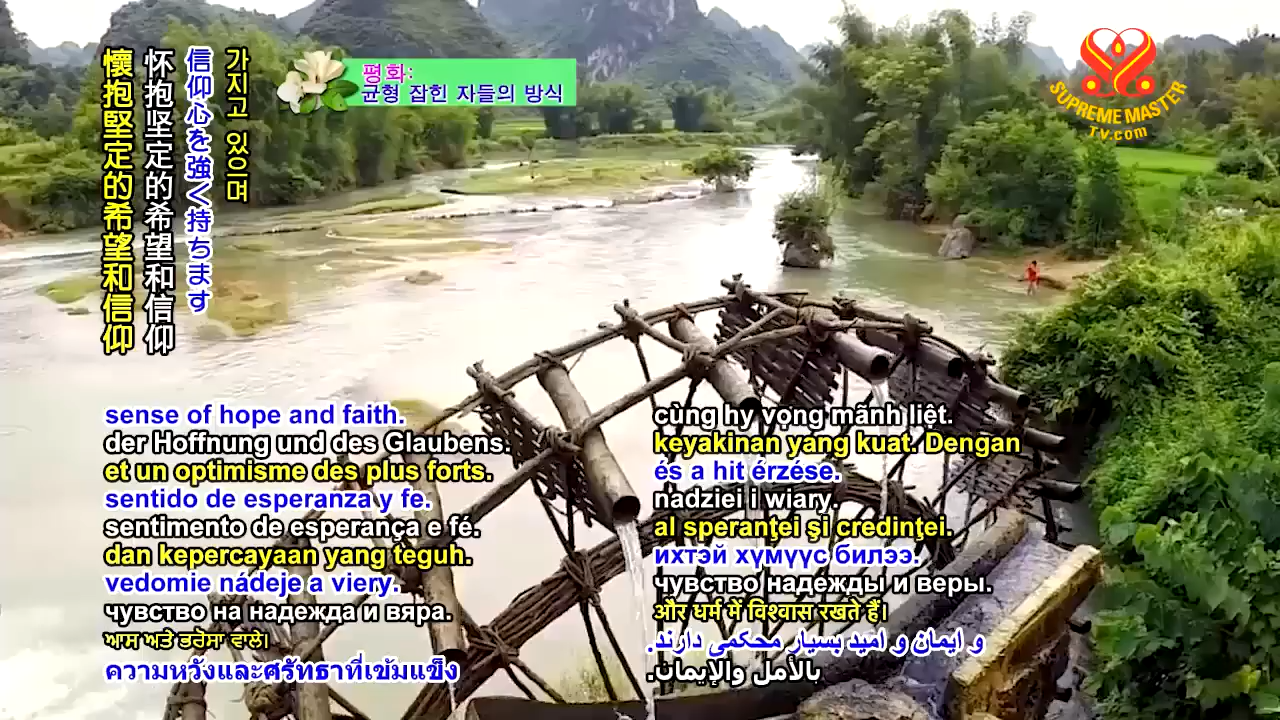 懷抱堅定的希望和信仰
怀抱坚定的希望和信仰
信仰心を強く持ちます
가지고 있으며
평화:
균형 잡힌 자들의 방식
SUPREME MASTER
TV.com
sense of hope and faith.
der Hoffnung und des Glaubens.
et un optimisme des plus forts.
sentido de esperanza y fe.
sentimento de esperança e fé.
dan kepercayaan yang teguh.
vedomie nádeje a viery.
чувство на надежда и вяра.
ਆਸ ਅਤੇ ਭਰੋਸਾ ਵਾਲੇ।
ความหวังและศรัทธาที่เข้มแข็ง
cùng hy vọng mãnh liệt.
keyakinan yang kuat. Dengan
és a hit érzése.
nadziei i wiary.
al speranţei şi credinţei.
ихтэй хүмүүс билээ.
чувство надежды и веры.
और धर्म में विश्वास रखते हैं।
و ایمان و امید بسیار محکمی دارند.
بالأمل والإيمان.